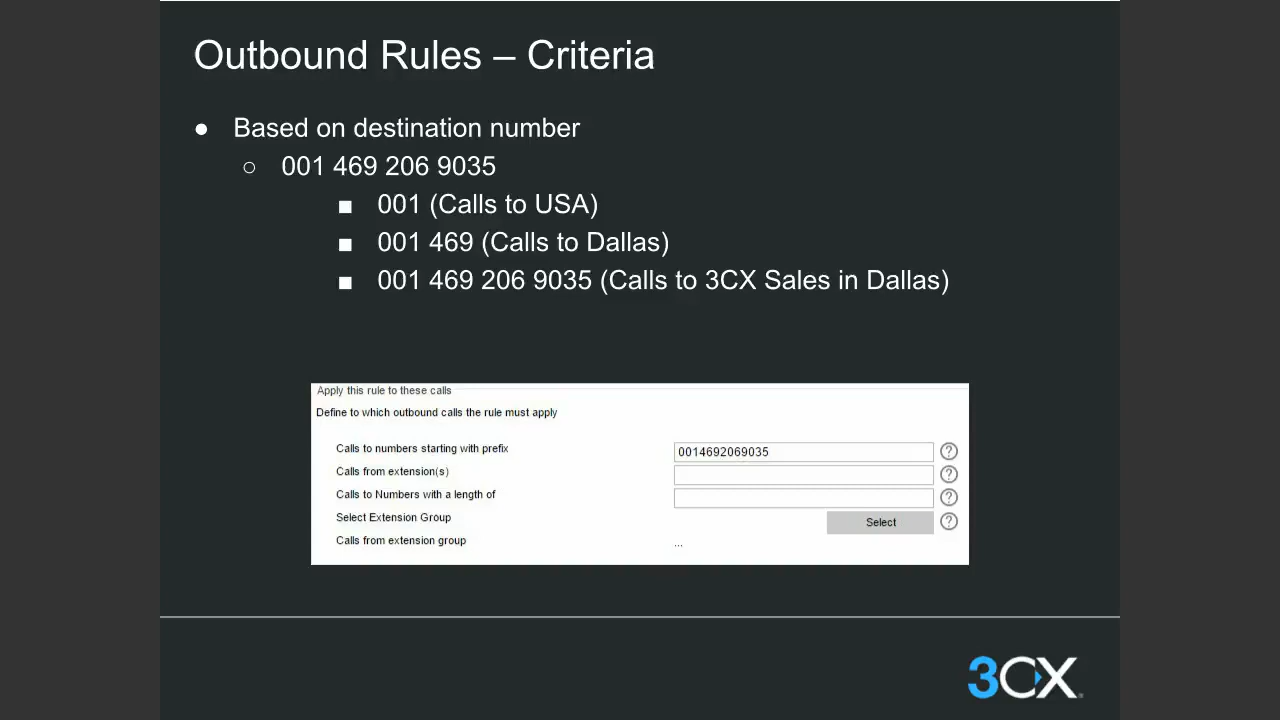 Outbound Rules – Criteria
● Based on destination number
○ 001 469 206 9035
■ 001 (Calls to USA)
■ 001 469 (Calls to Dallas)
■ 001 469 206 9035 (Calls to 3CX Sales in Dallas)
Apply this rule to these calls
Define to which outbound calls the rule must apply
Calls to numbers starting with prefix 0014692069035 ?
Calls from extension(s) ?
Calls to Numbers with a length of ?
Select Extension Group Select ?
Calls from extension group ...
3CX